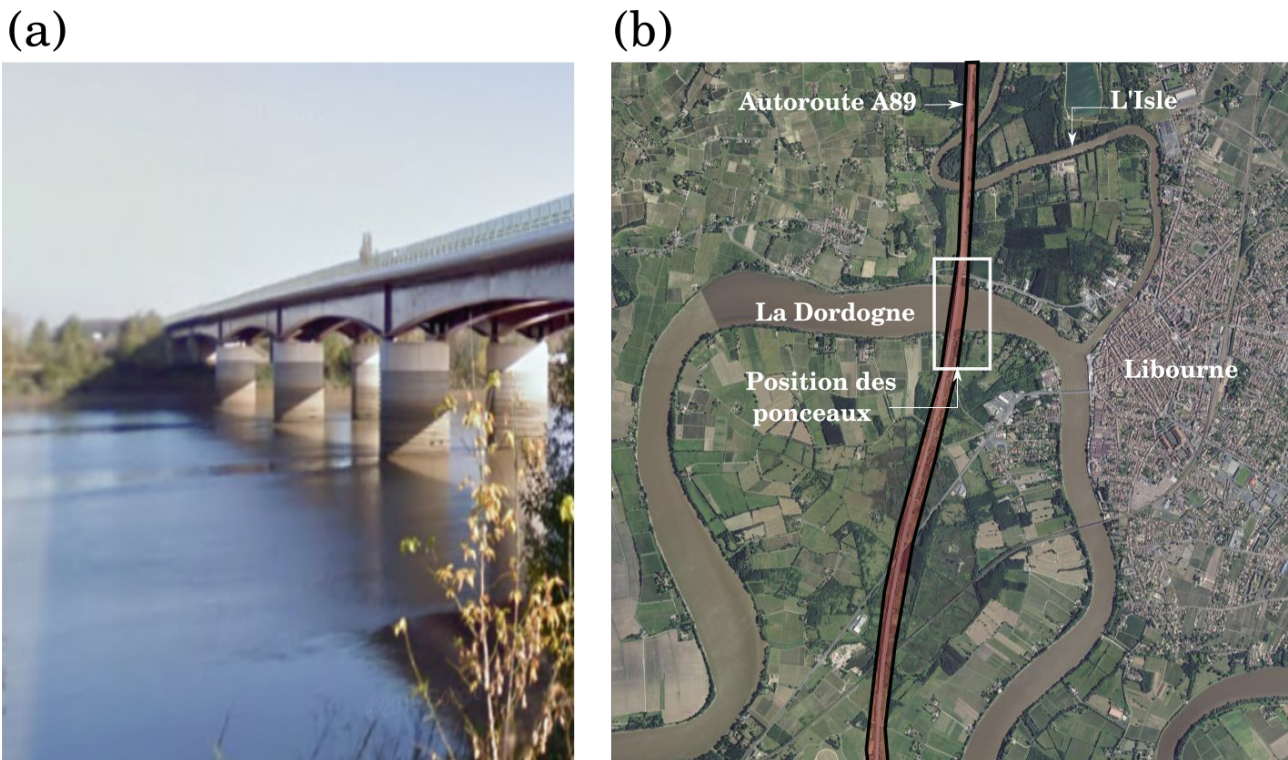 (a)
(b)
Autoroute A89
L'Isle
La Dordogne
Position des
ponceaux
Libourne